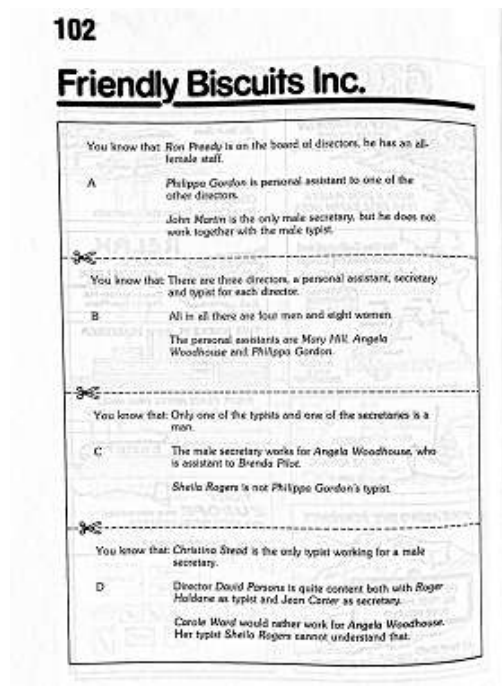 102
Friendly Biscuits Inc.
You know that: Ron Preedy is on the board of directors, he has an all-
female staff.
A Philippa Gordon is personal assistant to one of the
other directors.
John Martin is the only male secretary, but he does not
work together with the male typist.
You know that: There are three directors, a personal assistant, secretary
and typist for each director.
B All in all there are four men and eight women.
The personal assistants are Mary Hill, Angela
Woodhouse and Philippa Gordon.
You know that: Only one of the typists and one of the secretaries is a
man.
C The male secretary works for Angela Woodhouse, who
is assistant to Brenda Pilot.
Sheila Rogers is not Philippa Gordon's typist.
You know that: Christina Stead is the only typist working for a male
secretary.
D Director David Parsons is quite content both with Roger
Haldane as typist and Jean Carter as secretary.
Carole Ward would rather work for Angela Woodhouse.
Her typist Sheila Rogers cannot understand that.